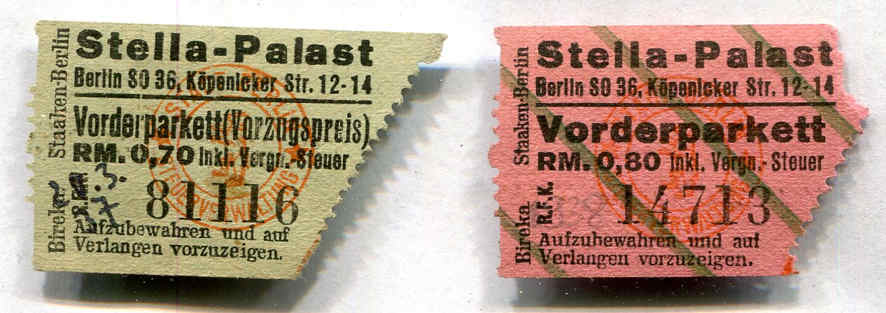 Stella-Palast
Berlin SO 36, Köpenicker Str. 12-14
Vorderparkett(Vorzugspreis)
RM. 0,70 inkl. Vergn.-Steuer
81116
Aufzubewahren und auf
Verlangen vorzuzeigen.
Bireka R.F.K. Staaken-Berlin
Stella-Palast
Berlin SO 36, Köpenicker Str. 12-14
Vorderparkett
RM. 0,80 inkl. Vergn.-Steuer
14713
Aufzubewahren und auf
Verlangen vorzuzeigen.
Bireka R.F.K. Staaken-Berlin